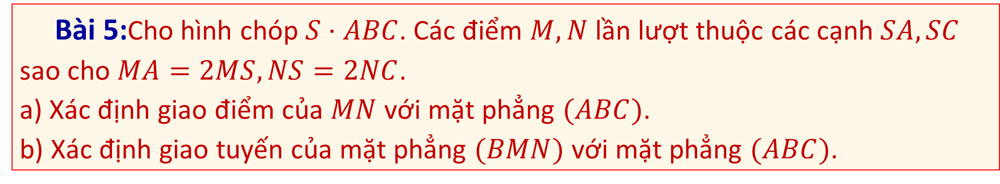 Bài 5:Cho hình chóp S · ABC. Các điểm M, N lần lượt thuộc các cạnh SA, SC
sao cho MA = 2MS, NS = 2NC.
a) Xác định giao điểm của MN với mặt phẳng (ABC).
b) Xác định giao tuyến của mặt phẳng (BMN) với mặt phẳng (ABC).